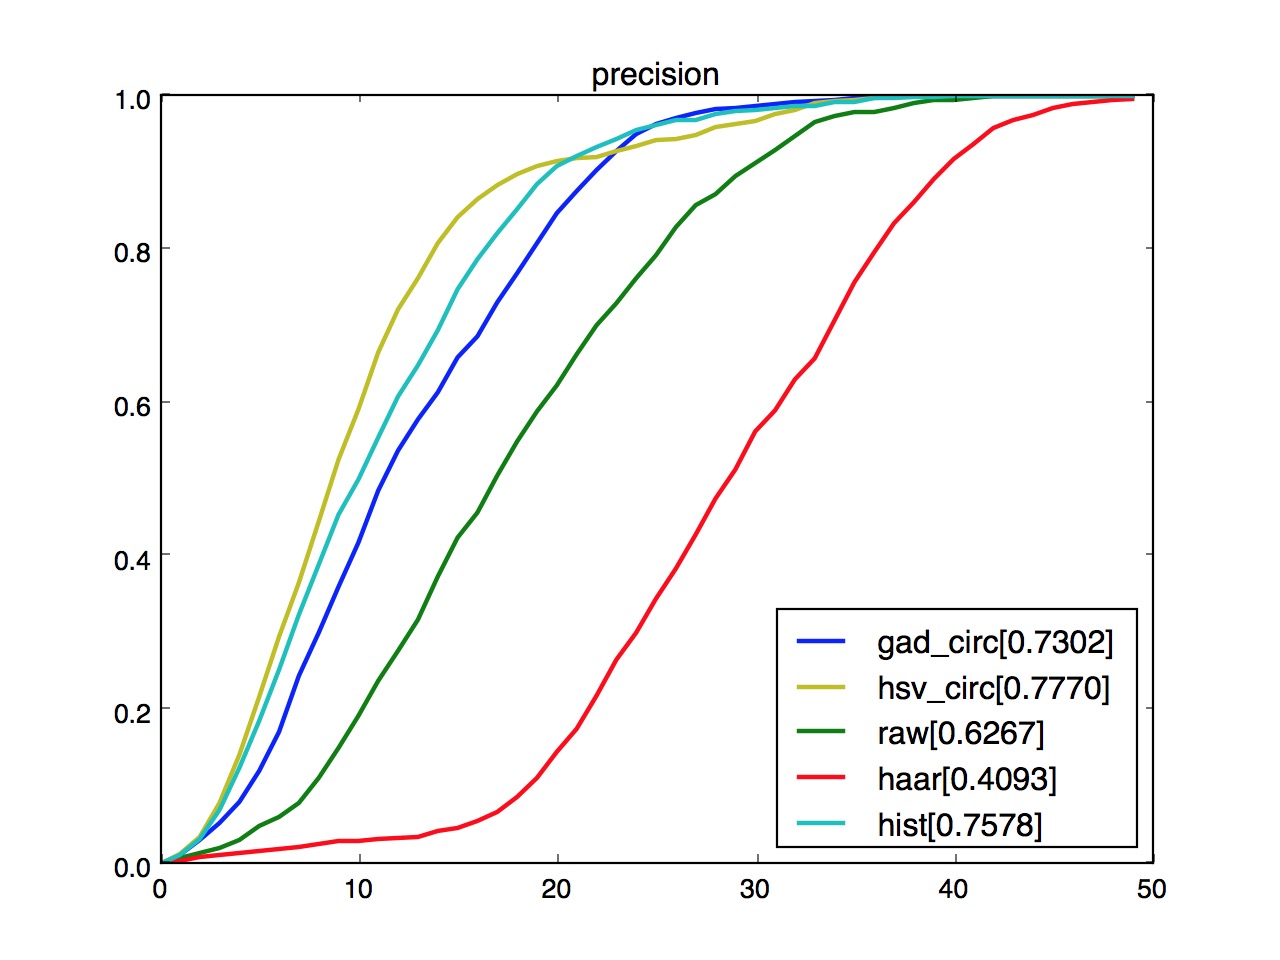 precision
1.0
0.8
0.6
0.4
0.2
0.0
0 10 20 30 40 50
gad_circ[0.7302]
hsv_circ[0.7770]
raw[0.6267]
haar[0.4093]
hist[0.7578]